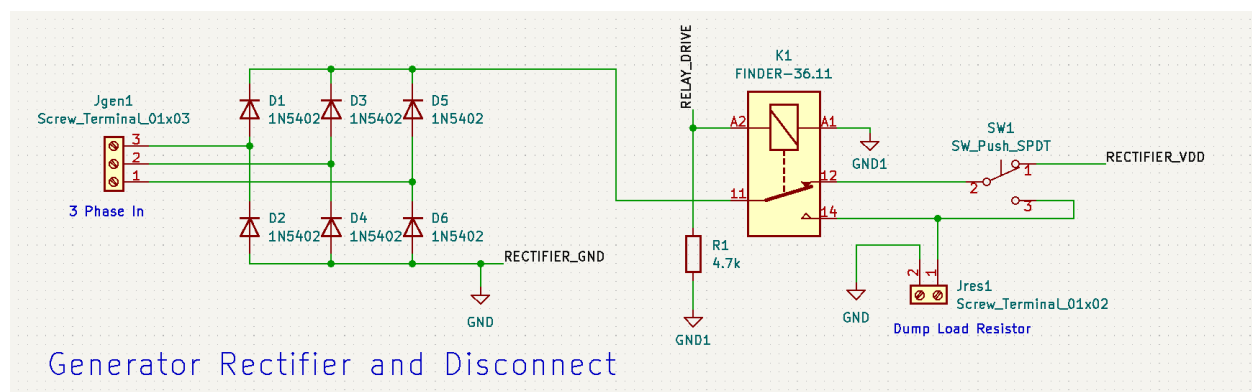 RELAY_DRIVE
K1
FINDER-36.11
Jgen1
Screw_Terminal_01x03
D1
1N5402
D3
1N5402
D5
1N5402
3
2
1
A2
A1
GND1
SW1
SW_Push_SPDT
RECTIFIER_VDD
1
2
3
12
11
14
3 Phase In
D2
1N5402
D4
1N5402
D6
1N5402
R1
4.7k
RECTIFIER_GND
GND
GND1
2
1
GND
Jres1
Screw_Terminal_01x02
Dump Load Resistor
Generator Rectifier and Disconnect